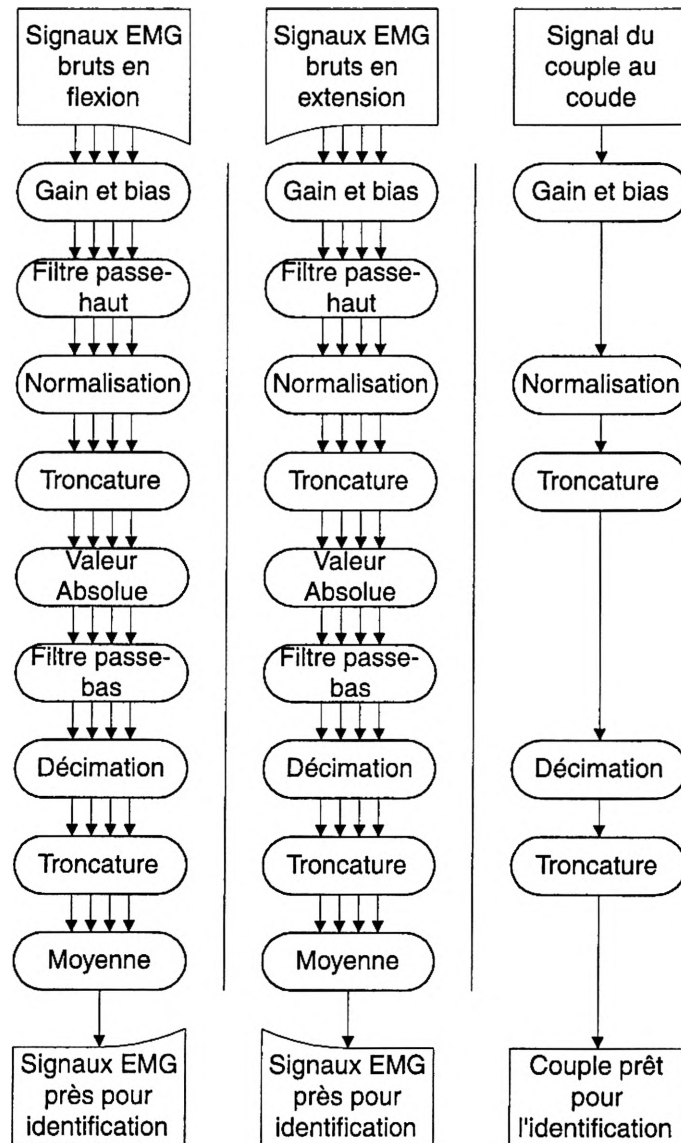 Signaux EMG
bruts en
flexion
Gain et bias
Filtre passe-
haut
Normalisation
Troncature
Valeur
Absolue
Filtre passe-
bas
Décimation
Troncature
Moyenne
Signaux EMG
près pour
identification
Signaux EMG
bruts en
extension
Gain et bias
Filtre passe-
haut
Normalisation
Troncature
Valeur
Absolue
Filtre passe-
bas
Décimation
Troncature
Moyenne
Signaux EMG
près pour
identification
Signal du
couple au
coude
Gain et bias
Normalisation
Troncature
Décimation
Troncature
Couple prêt
pour
l'identification